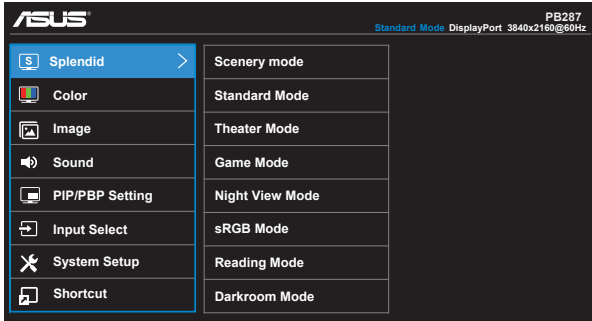 ASUS
PB287
Standard Mode DisplayPort 3840x2160@60Hz
S Splendid
Color
Image
Sound
PIP/PBP Setting
Input Select
System Setup
Shortcut
Scenery mode
Standard Mode
Theater Mode
Game Mode
Night View Mode
sRGB Mode
Reading Mode
Darkroom Mode